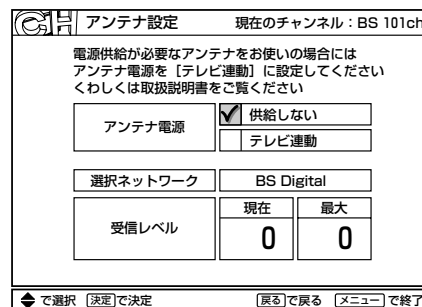 CH アンテナ設定 現在のチャンネル：BS 101ch
電源供給が必要なアンテナをお使いの場合には
アンテナ電源を［テレビ連動］に設定してください
くわしくは取扱説明書をご覧ください
アンテナ電源 供給しない
テレビ連動
選択ネットワーク BS Digital
受信レベル 現在 最大
0 0
で選択 決定で決定 戻るで戻る メニューで終了